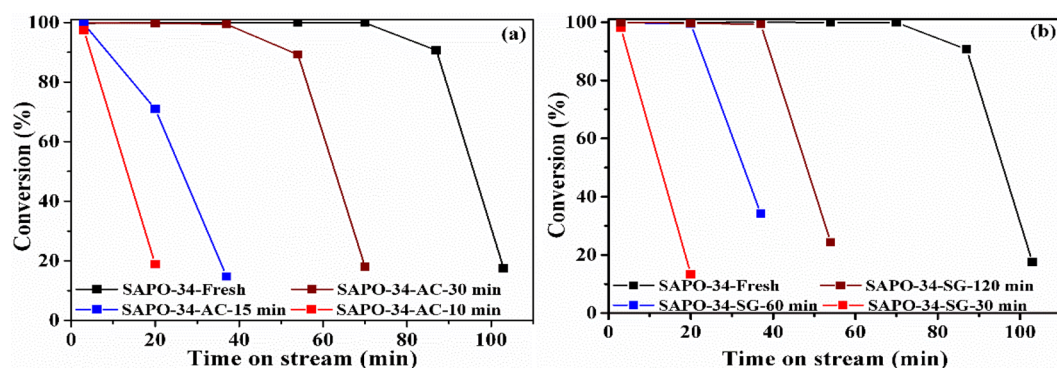 (a)
Conversion (%)
100
80
60
40
20
0
SAPO-34-Fresh
SAPO-34-AC-30 min
SAPO-34-AC-15 min
SAPO-34-AC-10 min
0 20 40 60 80 100
Time on stream (min)
(b)
Conversion (%)
100
80
60
40
20
0
SAPO-34-Fresh
SAPO-34-SG-120 min
SAPO-34-SG-60 min
SAPO-34-SG-30 min
0 20 40 60 80 100
Time on stream (min)